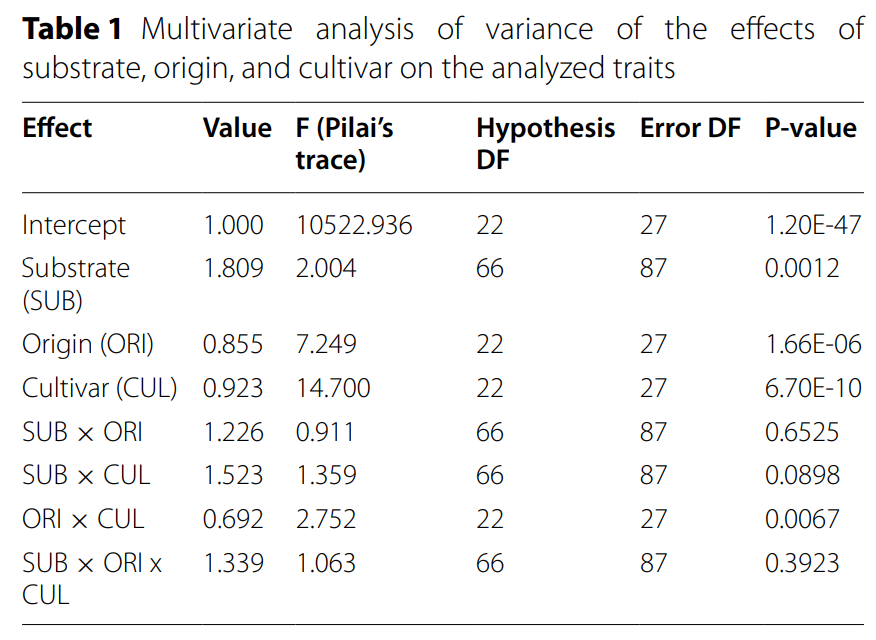 Table 1 Multivariate analysis of variance of the effects of
substrate, origin, and cultivar on the analyzed traits
Effect Value F (Pilai's trace) Hypothesis DF Error DF P-value
Intercept 1.000 10522.936 22 27 1.20E-47
Substrate (SUB) 1.809 2.004 66 87 0.0012
Origin (ORI) 0.855 7.249 22 27 1.66E-06
Cultivar (CUL) 0.923 14.700 22 27 6.70E-10
SUB × ORI 1.226 0.911 66 87 0.6525
SUB × CUL 1.523 1.359 66 87 0.0898
ORI × CUL 0.692 2.752 22 27 0.0067
SUB × ORI x CUL 1.339 1.063 66 87 0.3923